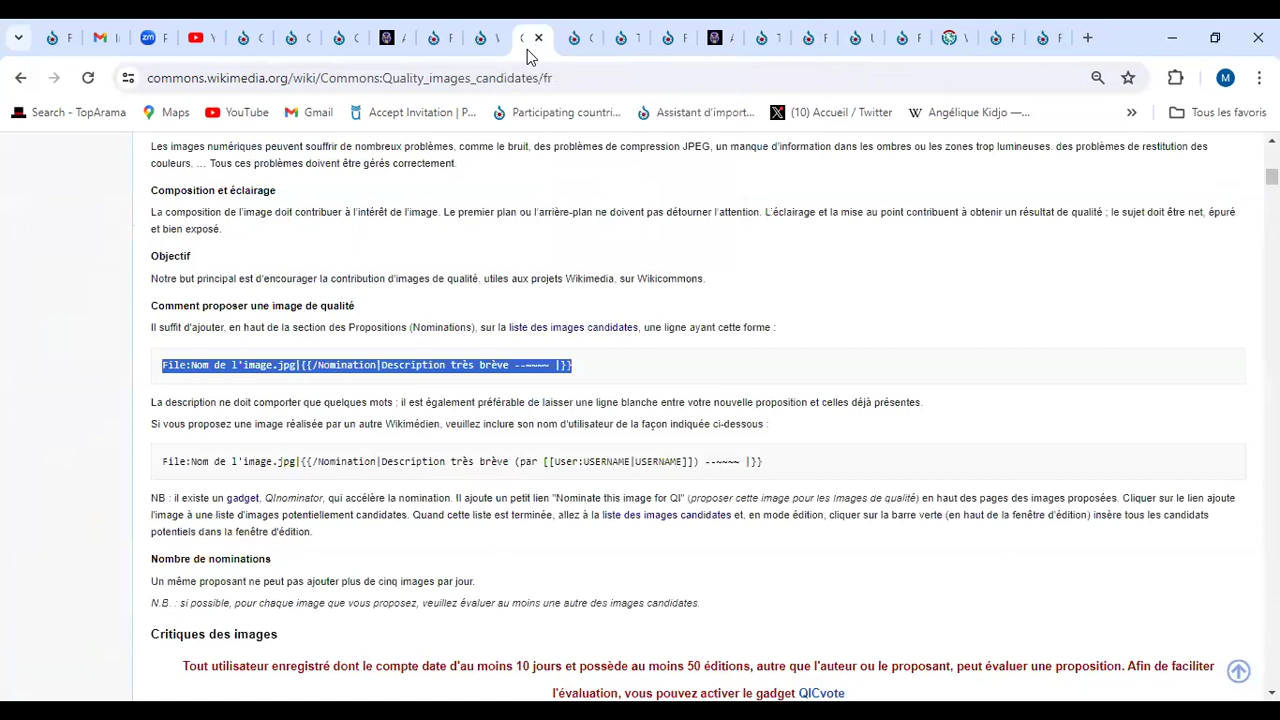 commons.wikimedia.org/wiki/Commons:Quality_images_candidates/fr
M
Search - TopArama
Maps
YouTube
Gmail
Accept Invitation | P...
Participating countri...
Assistant d'import...
(10) Accueil / Twitter
Angélique Kidjo —...
Tous les favoris
Les images numériques peuvent souffrir de nombreux problèmes, comme le bruit, des problèmes de compression JPEG, un manque d'information dans les ombres ou les zones trop lumineuses, des problèmes de restitution des
couleurs, … Tous ces problèmes doivent être gérés correctement.
Composition et éclairage
La composition de l'image doit contribuer à l'intérêt de l'image. Le premier plan ou l'arrière-plan ne doivent pas détourner l'attention. L'éclairage et la mise au point contribuent à obtenir un résultat de qualité ; le sujet doit être net, épuré
et bien exposé.
Objectif
Notre but principal est d'encourager la contribution d'images de qualité, utiles aux projets Wikimedia, sur Wikicommons.
Comment proposer une image de qualité
Il suffit d'ajouter, en haut de la section des Propositions (Nominations), sur la liste des images candidates, une ligne ayant cette forme :
File:Nom de l'image.jpg|{{/Nomination|Description très brève --~~~~ |}}
La description ne doit comporter que quelques mots ; il est également préférable de laisser une ligne blanche entre votre nouvelle proposition et celles déjà présentes.
Si vous proposez une image réalisée par un autre Wikimédien, veuillez inclure son nom d'utilisateur de la façon indiquée ci-dessous :
File:Nom de l'image.jpg|{{/Nomination|Description très brève (par [[User:USERNAME|USERNAME]]) --~~~~ |}}
NB : il existe un gadget, QInominator, qui accélère la nomination. Il ajoute un petit lien "Nominate this image for QI" (proposer cette image pour les Images de qualité) en haut des pages des images proposées. Cliquer sur le lien ajoute
l'image à une liste d'images potentiellement candidates. Quand cette liste est terminée, allez à la liste des images candidates et, en mode édition, cliquer sur la barre verte (en haut de la fenêtre d'édition) insère tous les candidats
potentiels dans la fenêtre d'édition.
Nombre de nominations
Un même proposant ne peut pas ajouter plus de cinq images par jour.
N.B. : si possible, pour chaque image que vous proposez, veuillez évaluer au moins une autre des images candidates.
Critiques des images
Tout utilisateur enregistré dont le compte date d'au moins 10 jours et possède au moins 50 éditions, autre que l'auteur ou le proposant, peut évaluer une proposition. Afin de faciliter
l'évaluation, vous pouvez activer le gadget QICvote